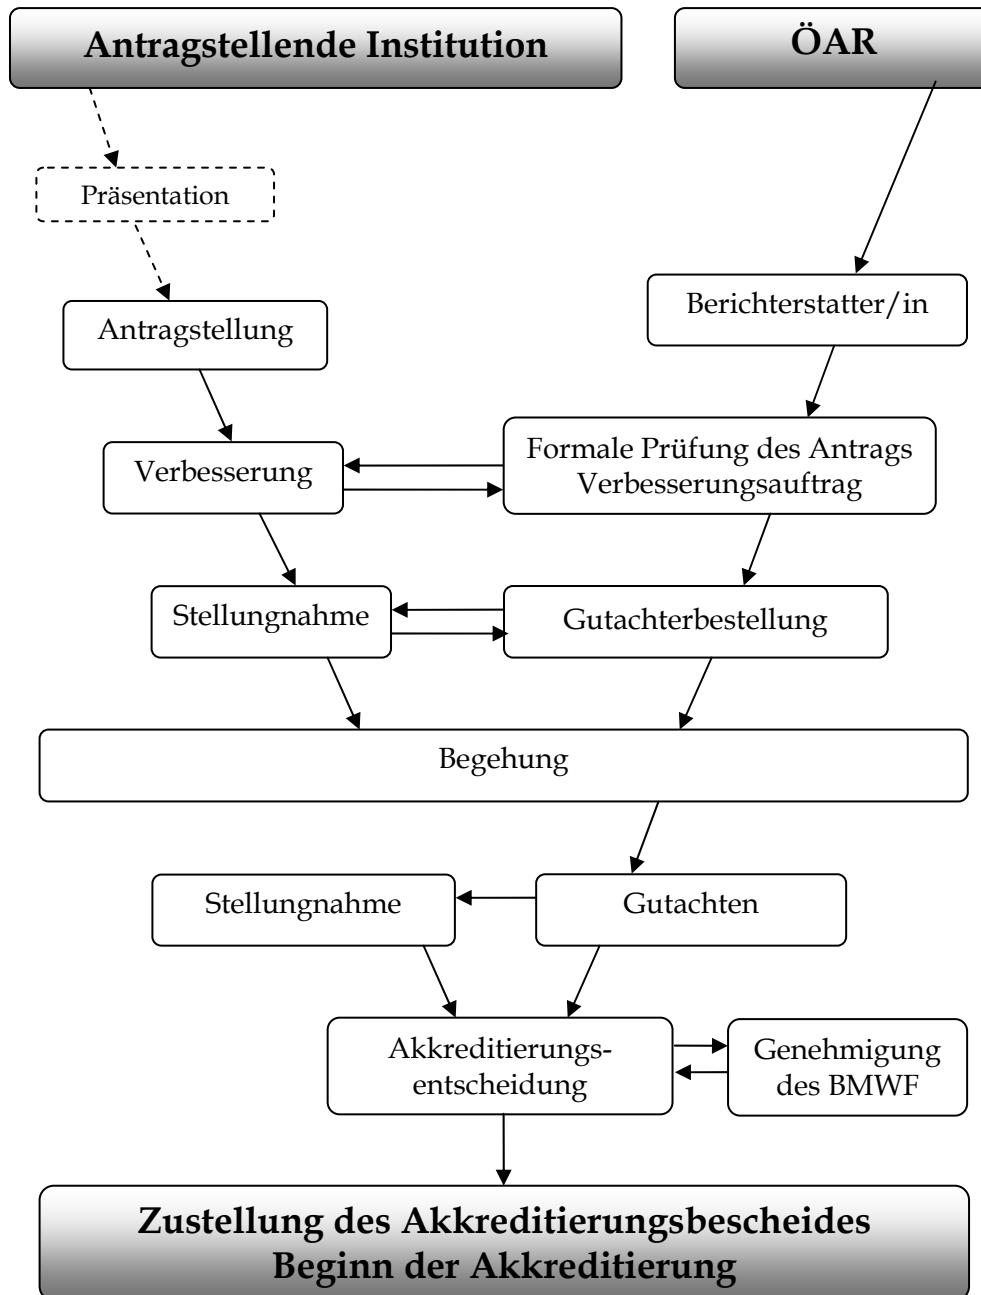 Antragstellende Institution
ÖAR
Präsentation
Berichterstatter/in
Antragstellung
Formale Prüfung des Antrags
Verbesserungsauftrag
Verbesserung
Stellungnahme
Gutachterbestellung
Begehung
Stellungnahme
Gutachten
Akkreditierungs-
entscheidung
Genehmigung
des BMWF
Zustellung des Akkreditierungsbescheides
Beginn der Akkreditierung